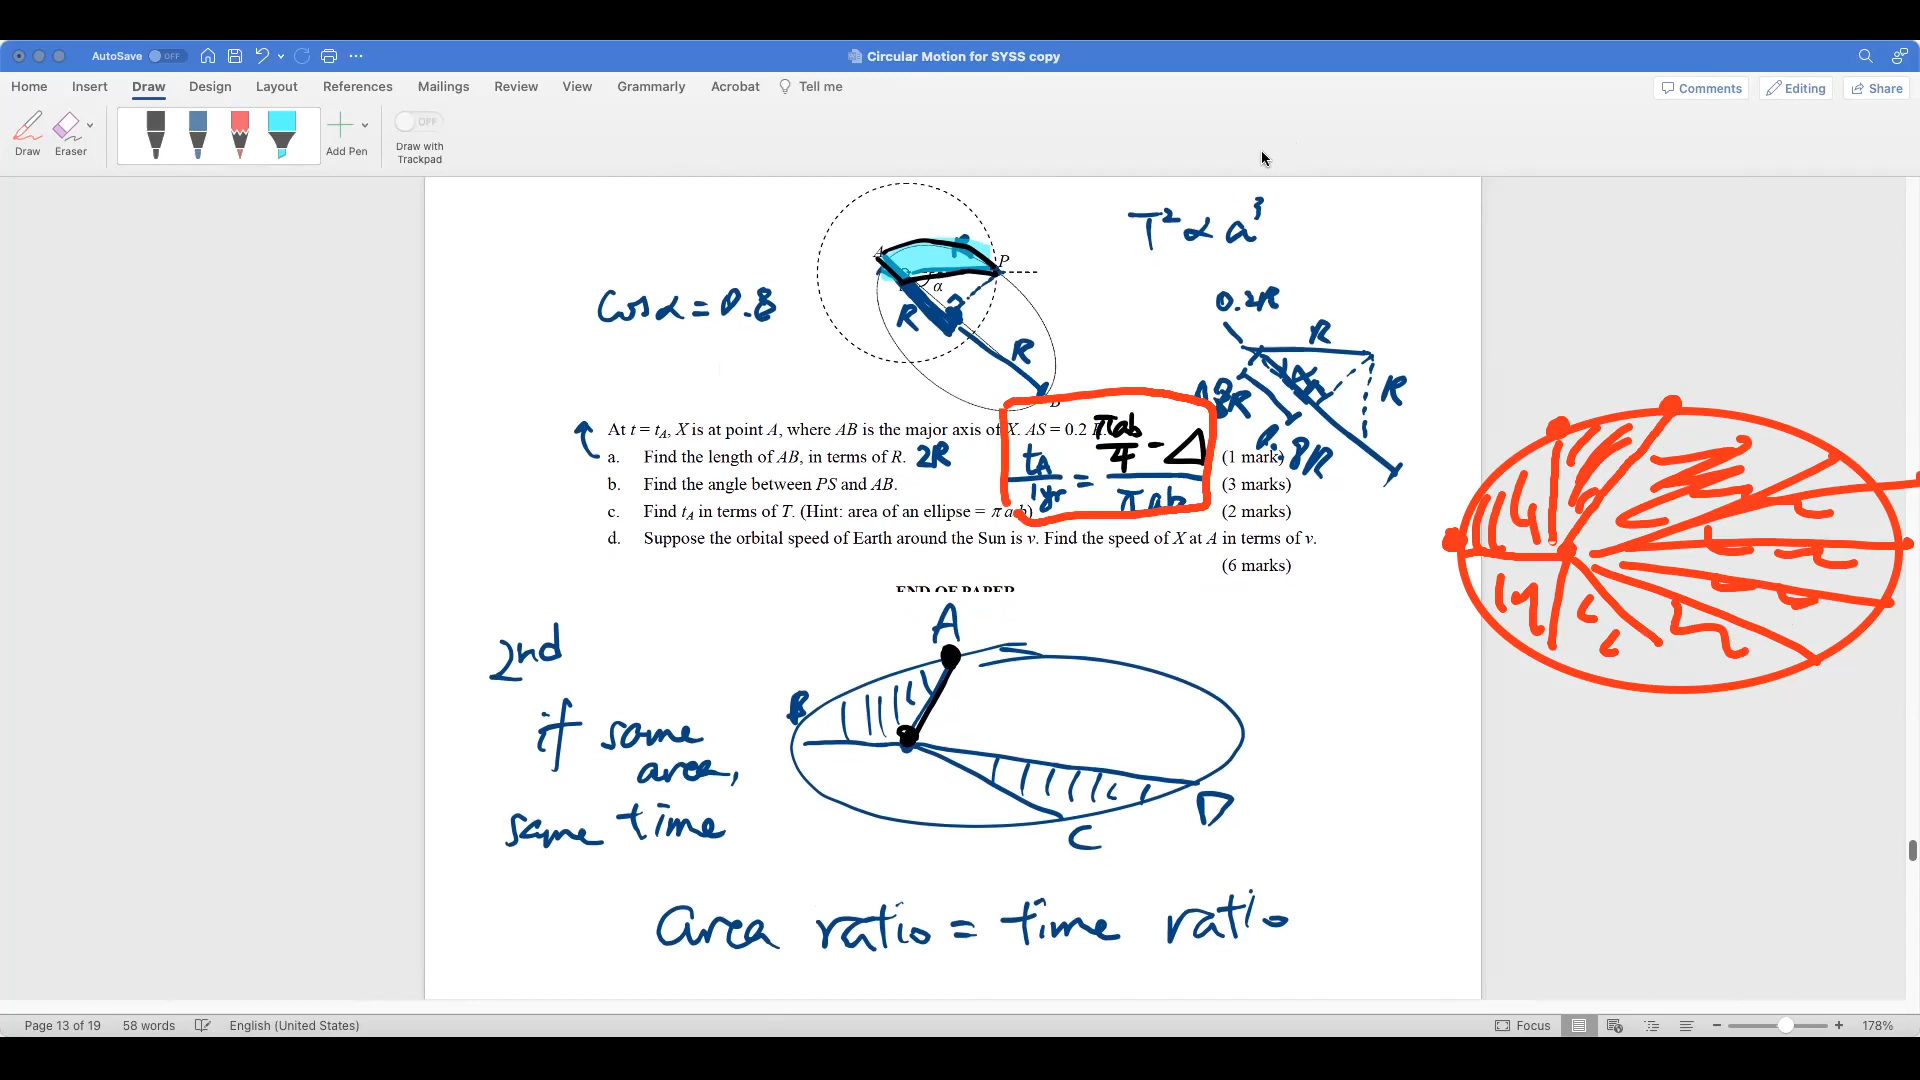 AutoSave OFF
Circular Motion for SYSS copy
Home Insert Draw Design Layout References Mailings Review View Grammarly Acrobat Tell me
Comments Editing Share
Draw Eraser Add Pen OFF Draw with Trackpad
T² ∝ a³
A P
α
cosα = 0.8
R
R
0.2R
R
R
0.8R
At t = tA, X is at point A, where AB is the major axis of X. AS = 0.2 R.
a. Find the length of AB, in terms of R. 2R (1 mark)
b. Find the angle between PS and AB. (3 marks)
c. Find tA in terms of T. (Hint: area of an ellipse = πab) (2 marks)
d. Suppose the orbital speed of Earth around the Sun is v. Find the speed of X at A in terms of v.
(6 marks)
tA/1yr = (πab/4 - △)/πab
END OF PAPER
2nd
if same
area,
same time
A
B
C
D
area ratio = time ratio
Page 13 of 19 58 words English (United States) Focus 178%